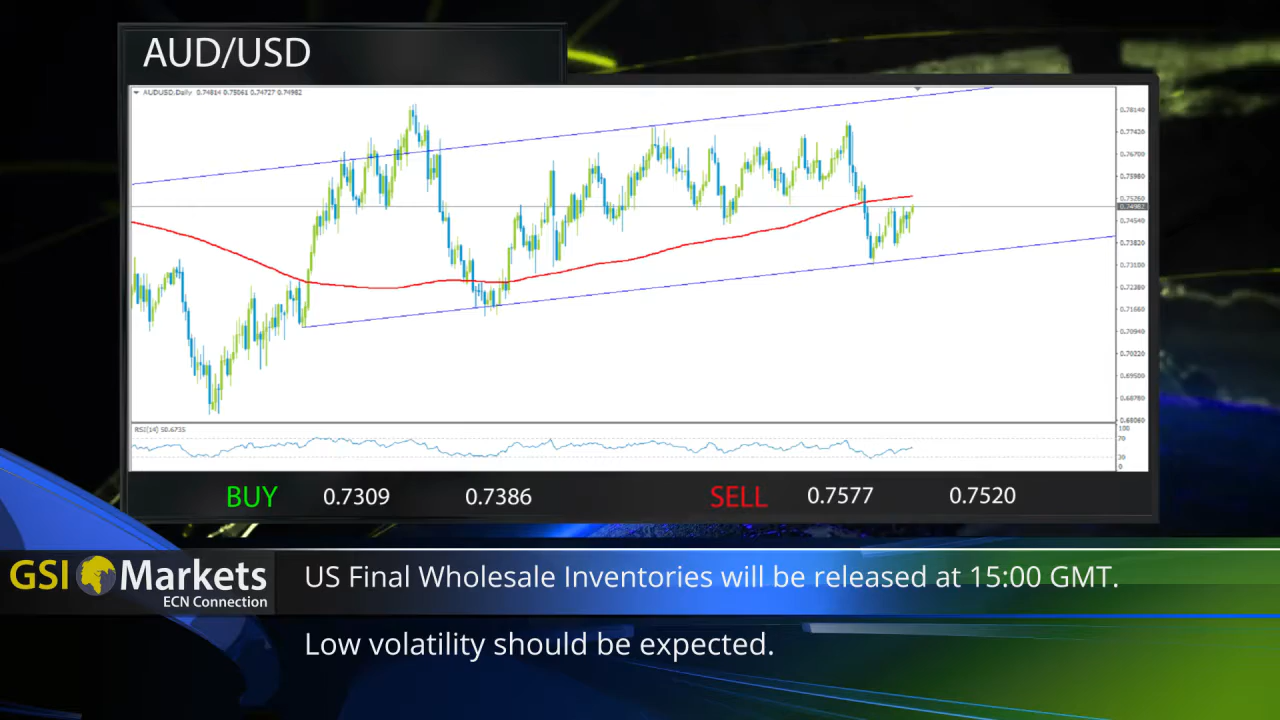 AUD/USD
AUDUSD.Daily 0.74814 0.75061 0.74727 0.74982
0.78140
0.77420
0.76700
0.75980
0.75260
0.74982
0.74540
0.73820
0.73100
0.72380
0.71660
0.70940
0.70220
0.69500
0.68780
0.68060
RSI(14) 50.6735
100
70
30
0
BUY 0.7309 0.7386 SELL 0.7577 0.7520
GSI Markets
ECN Connection
US Final Wholesale Inventories will be released at 15:00 GMT.
Low volatility should be expected.